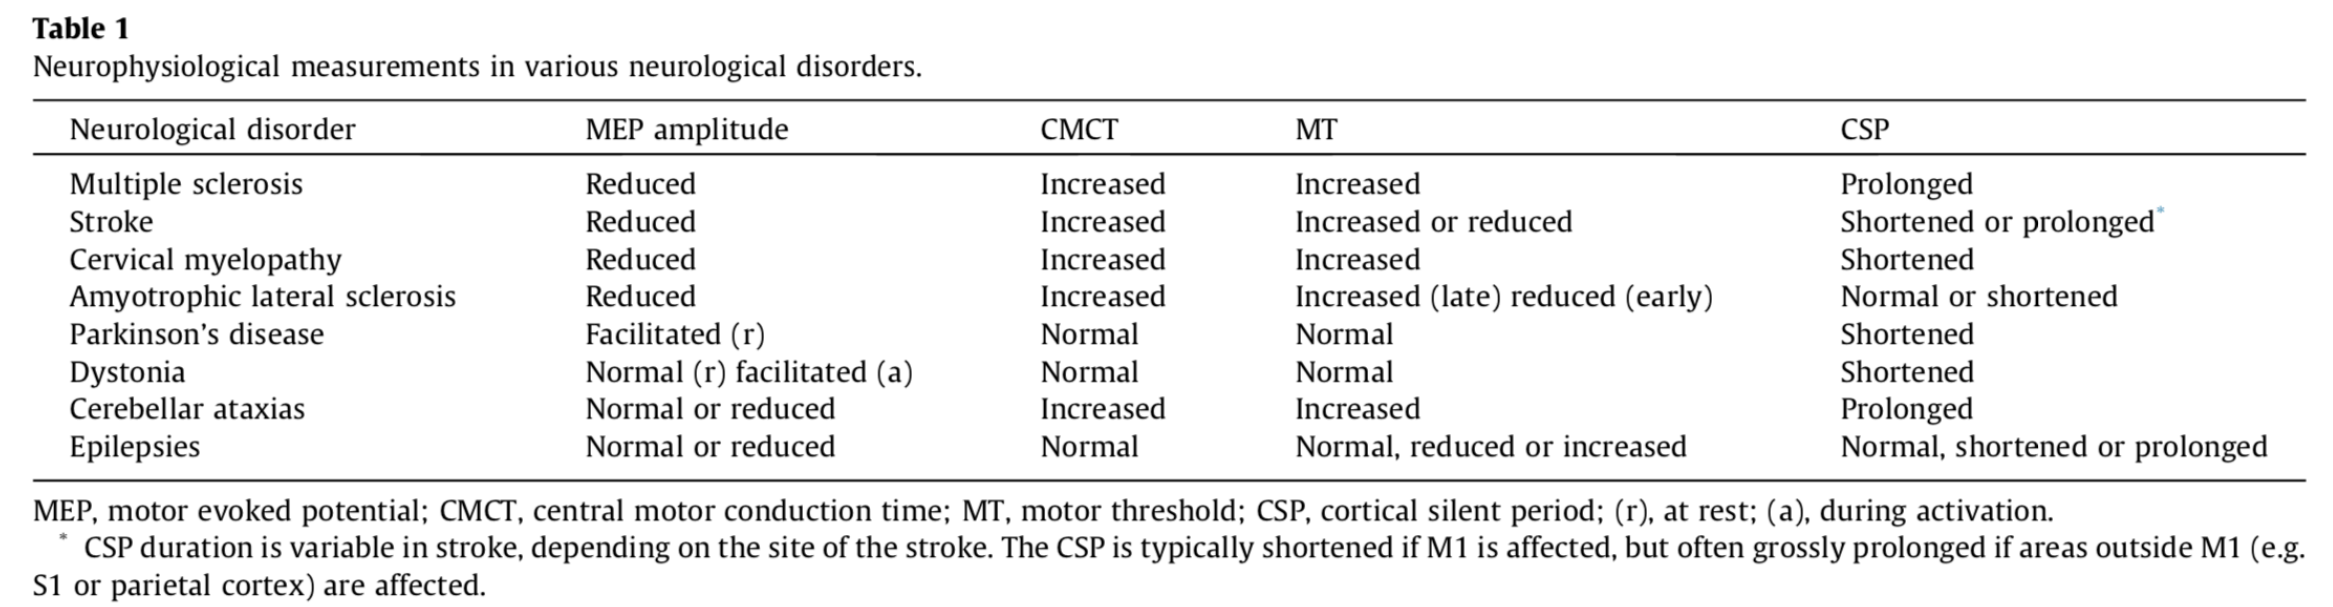 Table 1
Neurophysiological measurements in various neurological disorders.
Neurological disorder MEP amplitude CMCT MT CSP
Multiple sclerosis Reduced Increased Increased Prolonged
Stroke Reduced Increased Increased or reduced Shortened or prolonged*
Cervical myelopathy Reduced Increased Increased Shortened
Amyotrophic lateral sclerosis Reduced Increased Increased (late) reduced (early) Normal or shortened
Parkinson’s disease Facilitated (r) Normal Normal Shortened
Dystonia Normal (r) facilitated (a) Normal Normal Shortened
Cerebellar ataxias Normal or reduced Increased Increased Prolonged
Epilepsies Normal or reduced Normal Normal, reduced or increased Normal, shortened or prolonged
MEP, motor evoked potential; CMCT, central motor conduction time; MT, motor threshold; CSP, cortical silent period; (r), at rest; (a), during activation.
* CSP duration is variable in stroke, depending on the site of the stroke. The CSP is typically shortened if M1 is affected, but often grossly prolonged if areas outside M1 (e.g.
S1 or parietal cortex) are affected.